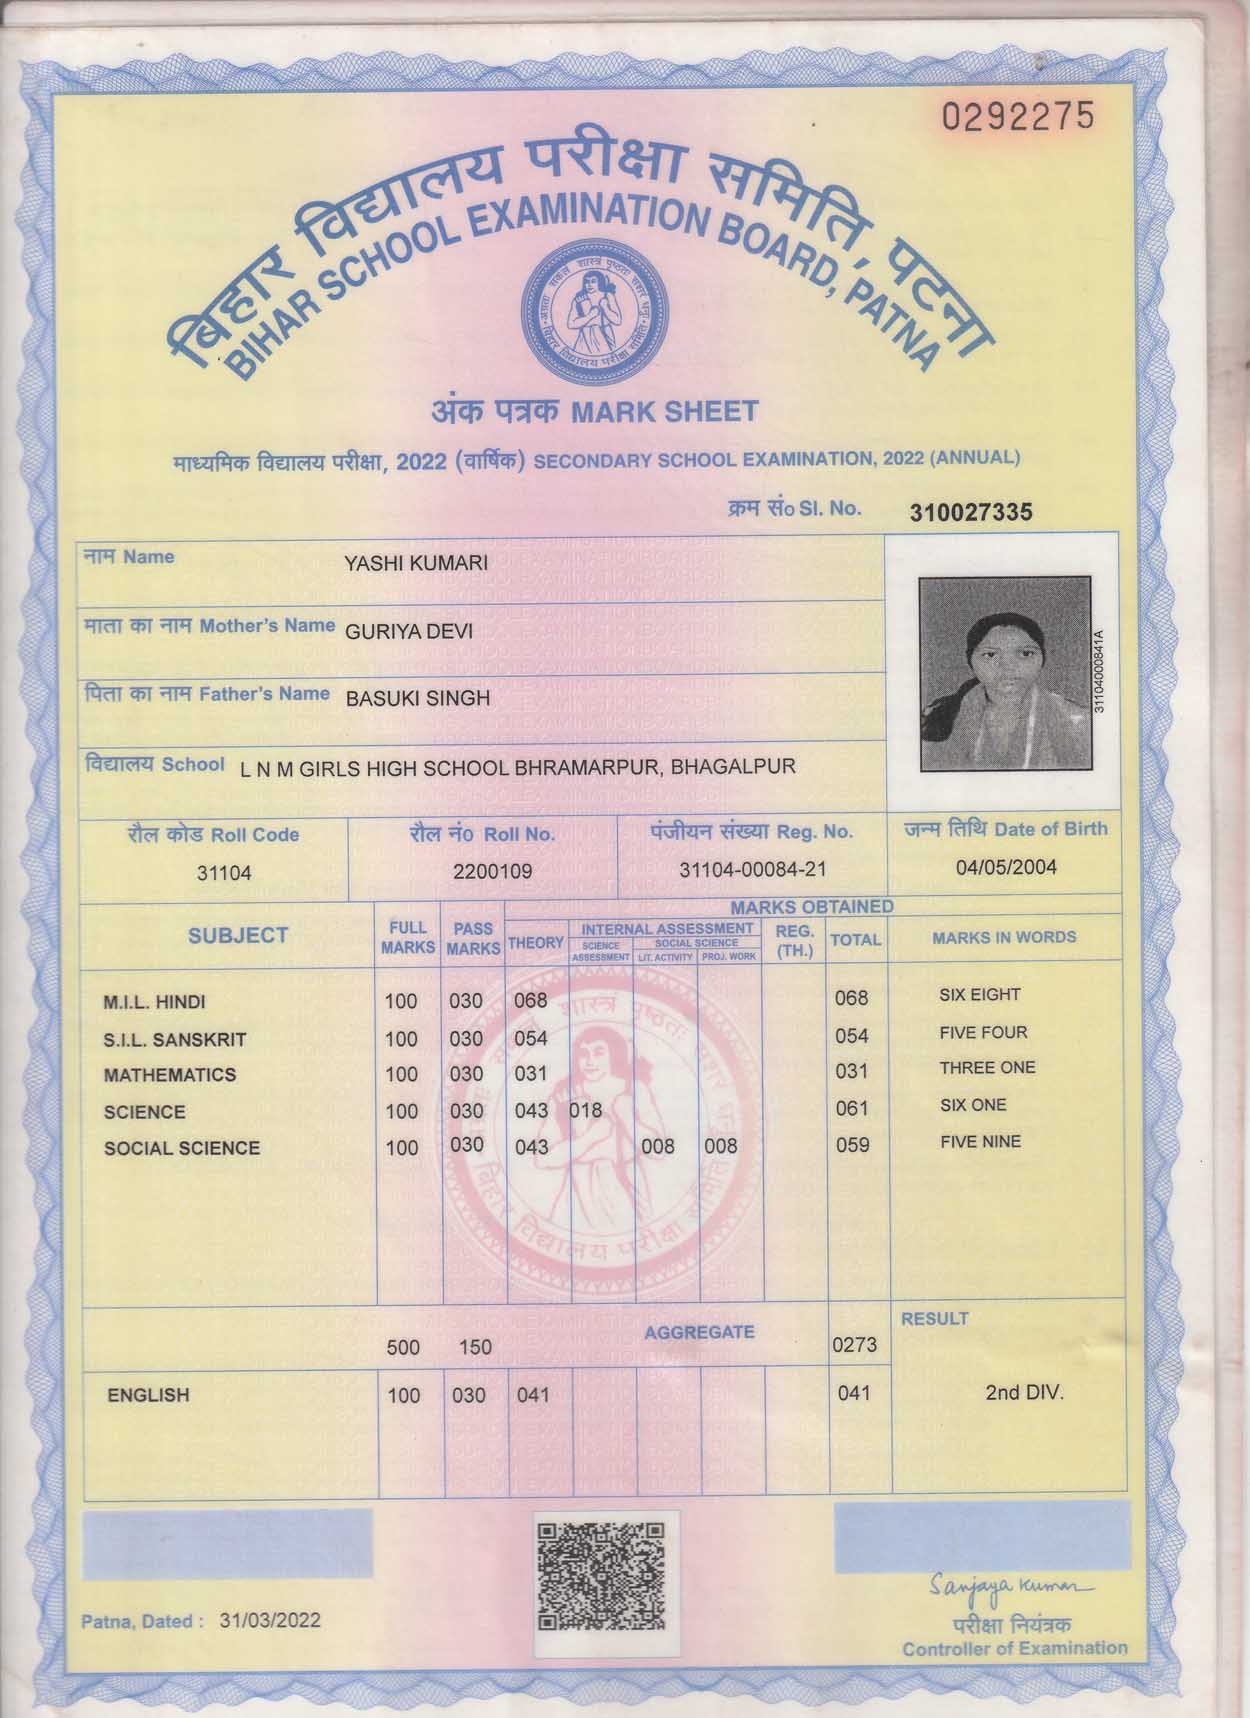 0292275
बिहार विद्यालय परीक्षा समिति, पटना
BIHAR SCHOOL EXAMINATION BOARD, PATNA
अंक पत्रक MARK SHEET
माध्यमिक विद्यालय परीक्षा, 2022 (वार्षिक) SECONDARY SCHOOL EXAMINATION, 2022 (ANNUAL)
क्रम सं० Sl. No. 310027335
नाम Name YASHI KUMARI
माता का नाम Mother's Name GURIYA DEVI
पिता का नाम Father's Name BASUKI SINGH
31104000841A
विद्यालय School L N M GIRLS HIGH SCHOOL BHRAMARPUR, BHAGALPUR
रौल कोड Roll Code रौल नं० Roll No. पंजीयन संख्या Reg. No. जन्म तिथि Date of Birth
31104 2200109 31104-00084-21 04/05/2004
MARKS OBTAINED
SUBJECT FULL MARKS PASS MARKS THEORY INTERNAL ASSESSMENT REG. (TH.) TOTAL MARKS IN WORDS
SCIENCE ASSESSMENT SOCIAL SCIENCE LIT. ACTIVITY PROJ. WORK
M.I.L. HINDI 100 030 068 068 SIX EIGHT
S.I.L. SANSKRIT 100 030 054 054 FIVE FOUR
MATHEMATICS 100 030 031 031 THREE ONE
SCIENCE 100 030 043 018 061 SIX ONE
SOCIAL SCIENCE 100 030 043 008 008 059 FIVE NINE
बिहार विद्यालय परीक्षा समिति
RESULT
500 150 AGGREGATE 0273
ENGLISH 100 030 041 041 2nd DIV.
Sanjaya Kumar
Patna, Dated : 31/03/2022
परीक्षा नियंत्रक
Controller of Examination